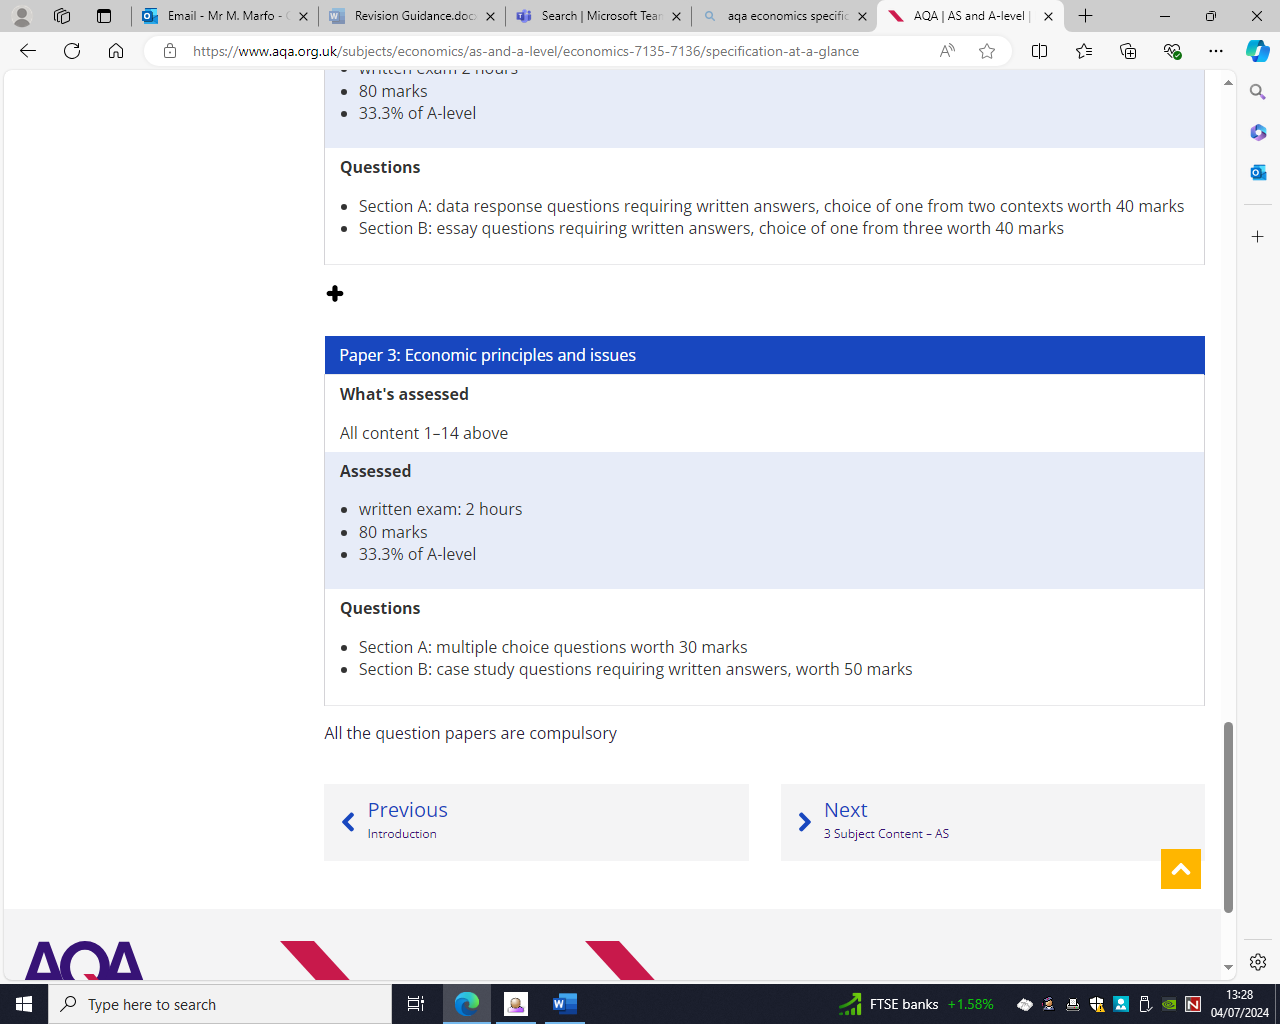 Email - Mr M. Marfo - 
Revision Guidance.doc
Search | Microsoft Tea
aqa economics specific
AQA | AS and A-level |
https://www.aqa.org.uk/subjects/economics/as-and-a-level/economics-7135-7136/specification-at-a-glance
written exam 2 hours
80 marks
33.3% of A-level
Questions
Section A: data response questions requiring written answers, choice of one from two contexts worth 40 marks
Section B: essay questions requiring written answers, choice of one from three worth 40 marks
Paper 3: Economic principles and issues
What's assessed
All content 1–14 above
Assessed
written exam: 2 hours
80 marks
33.3% of A-level
Questions
Section A: multiple choice questions worth 30 marks
Section B: case study questions requiring written answers, worth 50 marks
All the question papers are compulsory
Previous
Introduction
Next
3 Subject Content – AS
AQA
Type here to search
FTSE banks +1.58%
13:28
04/07/2024